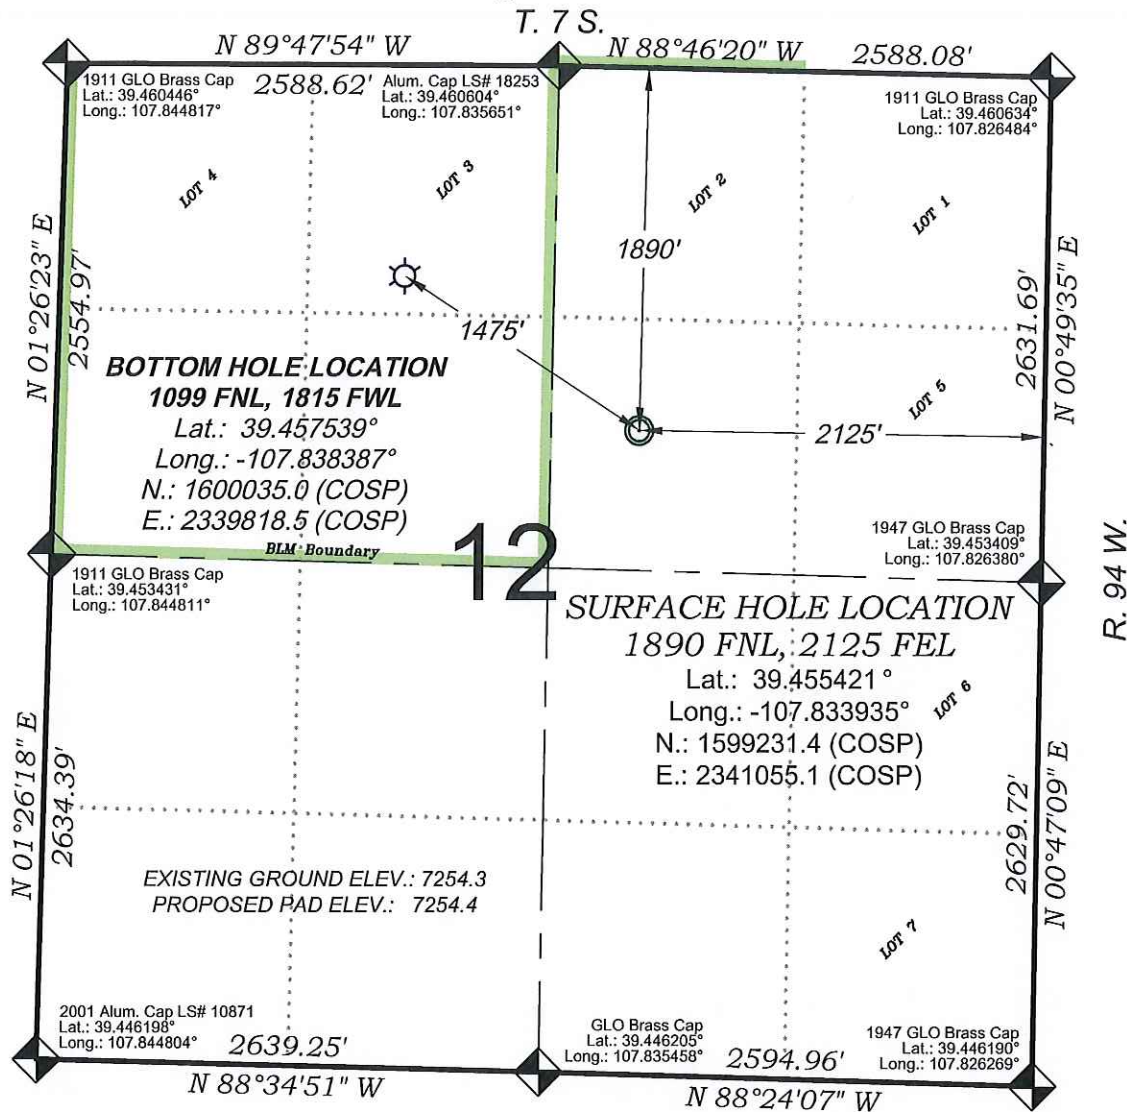 T. 7 S.
N 89°47'54" W
N 88°46'20" W
2588.08'
1911 GLO Brass Cap
Lat.: 39.460446°
Long.: 107.844817°
2588.62'
Alum. Cap LS# 18253
Lat.: 39.460604°
Long.: 107.835651°
1911 GLO Brass Cap
Lat.: 39.460634°
Long.: 107.826484°
LOT 4
LOT 3
LOT 2
LOT 1
1890'
N 01°26'23" E
2554.97'
1475'
2631.69'
N 00°49'35" E
BOTTOM HOLE LOCATION
1099 FNL, 1815 FWL
Lat.: 39.457539°
Long.: -107.838387°
N.: 1600035.0 (COSP)
E.: 2339818.5 (COSP)
LOT 5
2125'
BLM Boundary
12
1947 GLO Brass Cap
Lat.: 39.453409°
Long.: 107.826380°
1911 GLO Brass Cap
Lat.: 39.453431°
Long.: 107.844811°
R. 94 W.
SURFACE HOLE LOCATION
1890 FNL, 2125 FEL
Lat.: 39.455421°
Long.: -107.833935°
N.: 1599231.4 (COSP)
E.: 2341055.1 (COSP)
LOT 6
N 01°26'18" E
2634.39'
2629.72'
N 00°47'09" E
EXISTING GROUND ELEV.: 7254.3
PROPOSED PAD ELEV.: 7254.4
LOT 7
2001 Alum. Cap LS# 10871
Lat.: 39.446198°
Long.: 107.844804°
2639.25'
N 88°34'51" W
GLO Brass Cap
Lat.: 39.446205°
Long.: 107.835458°
2594.96'
N 88°24'07" W
1947 GLO Brass Cap
Lat.: 39.446190°
Long.: 107.826269°